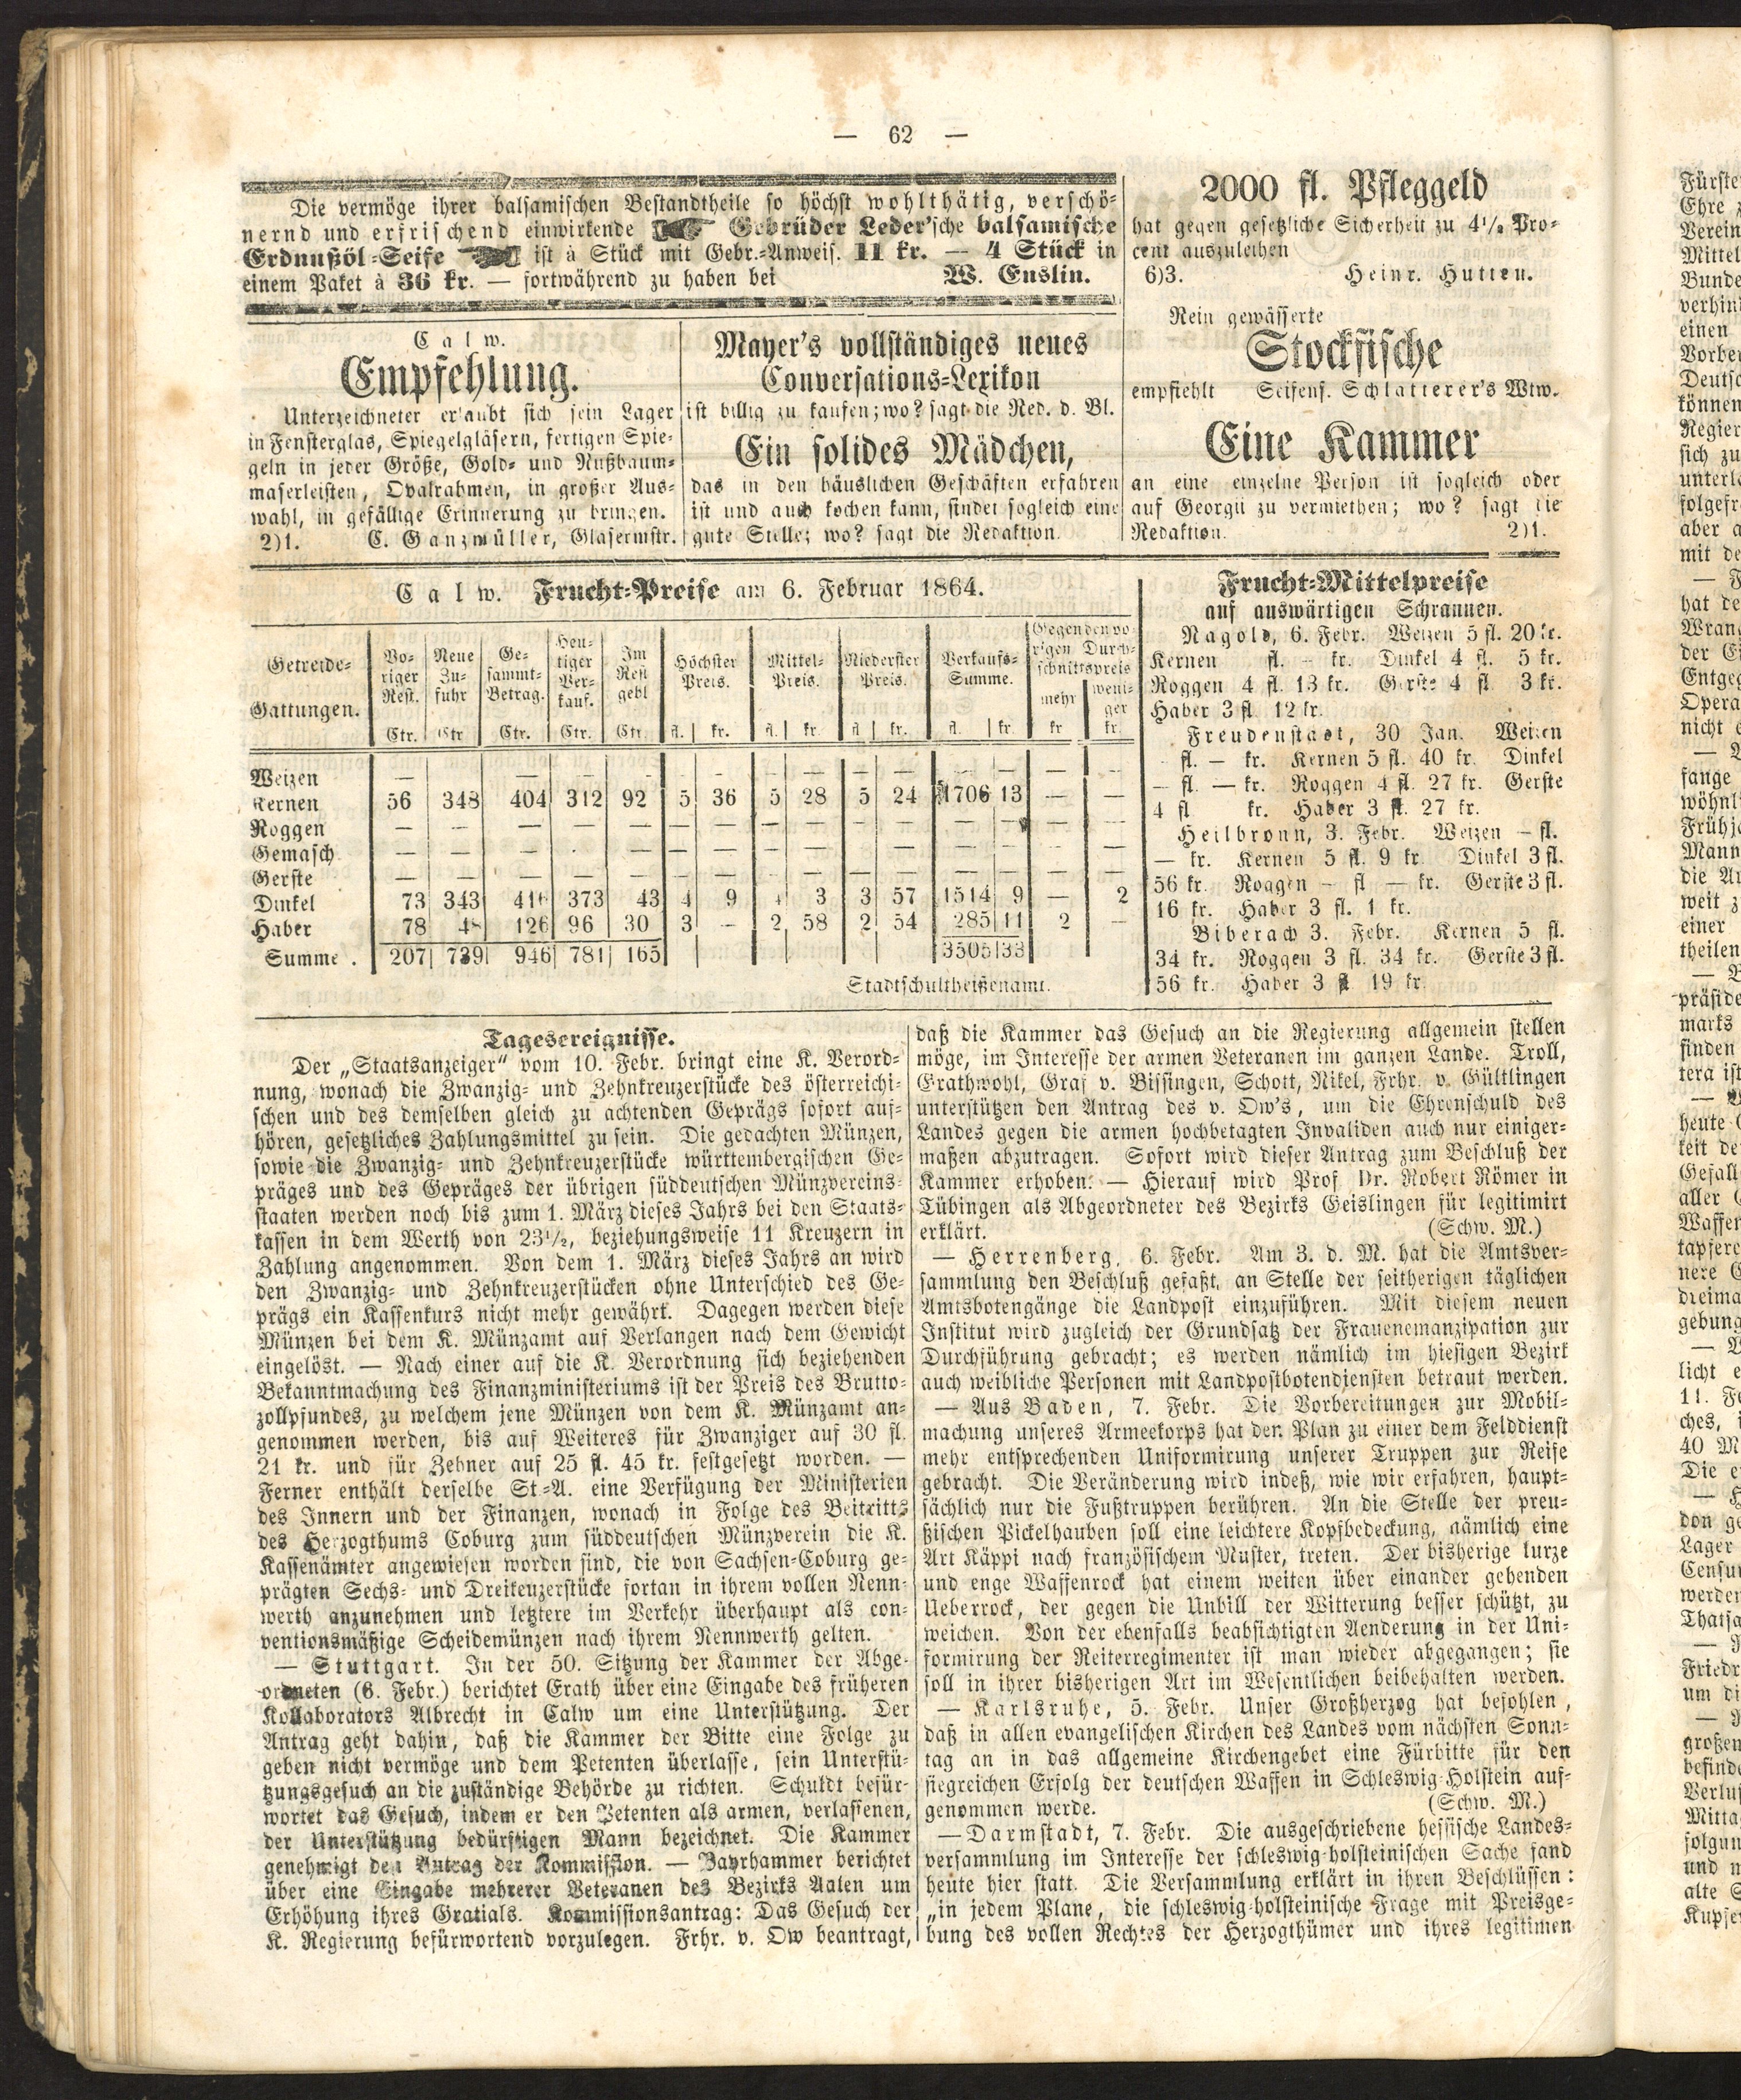 — 62 —
Die vermöge ihrer balsamischen Bestandtheile so höchst wohlthätig, verschö-
nernd und erfrischend einwirkende Gebrüder Leder'sche balsamische
Erdnußöl-Seife ist à Stück mit Gebr.-Anweis. 11 kr. — 4 Stück in
einem Paket à 36 kr. — fortwährend zu haben bei W. Enslin.
Calw.
Empfehlung.
Unterzeichneter erlaubt sich sein Lager
in Fensterglas, Spiegelgläsern, fertigen Spie-
geln in jeder Größe, Gold- und Nußbaum-
maserleisten, Ovalrahmen, in großer Aus-
wahl, in gefällige Erinnerung zu bringen.
2)1. C. Ganzmüller, Glasermstr.
Mayer's vollständiges neues
Conversations-Lexikon
ist billig zu kaufen; wo? sagt die Red. d. Bl.
Ein solides Mädchen,
das in den häuslichen Geschäften erfahren
ist und auch kochen kann, findet sogleich eine
gute Stelle; wo? sagt die Redaktion.
2000 fl. Pfleggeld
hat gegen gesetzliche Sicherheit zu 4½ Pro-
cent auszuleihen
6)3. Heinr. Hutten.
Rein gewässerte
Stockfische
empfiehlt Seifens. Schlatterer's Wtw.
Eine Kammer
an eine einzelne Person ist sogleich oder
auf Georgii zu vermiethen; wo? sagt die
Redaktion. 2)1.
Calw. Frucht-Preise am 6. Februar 1864.
Getreide-Gattungen. | Voriger Rest. | Neue Zufuhr | Gesammt-Betrag. | Heutiger Verkauf. | Im Rest gebl | Höchster Preis. | Mittel-Preis. | Niederster Preis. | Verkaufs-Summe. | Gegen den vorigen Durchschnittspreis mehr | weniger
Ctr. | Ctr | Ctr. | Ctr. | Ctr. | fl. | kr. | fl. | kr. | fl. | kr. | fl. | kr. | kr | kr.
Weizen — — — — — — — — — — — — — —
Kernen 56 348 404 312 92 5 36 5 28 5 24 1706 13 — —
Roggen — — — — — — — — — — — — — —
Gemasch — — — — — — — — — — — — —
Gerste — — — — — — — — — — — — — —
Dinkel 73 343 416 373 43 4 9 4 3 3 57 1514 9 — 2
Haber 78 48 126 96 30 3 — 2 58 2 54 285 11 2 —
Summe . 207 739 946 781 165 3505 33
Stadtschultheißenamt.
Frucht-Mittelpreise
auf auswärtigen Schrannen.
Nagold, 6. Febr. Weizen 5 fl. 20 kr.
Kernen fl. – kr. Dinkel 4 fl. 5 kr.
Roggen 4 fl. 13 kr. Gerste 4 fl 3 kr.
Haber 3 fl. 12 kr.
Freudenstadt, 30 Jan. Weizen
– fl. — kr. Kernen 5 fl. 40 kr. Dinkel
— fl. — kr. Roggen 4 fl. 27 kr. Gerste
4 fl kr. Haber 3 fl. 27 kr.
Heilbronn, 3. Febr. Weizen — fl.
— kr. Kernen 5 fl. 9 kr Dinkel 3 fl.
56 kr. Roggen — fl — kr. Gerste 3 fl.
16 kr. Haber 3 fl. 1 kr.
Biberach 3. Febr. Kernen 5 fl.
34 kr. Roggen 3 fl. 34 kr. Gerste 3 fl.
56 kr. Haber 3 fl. 19 kr.
Tagesereignisse.
Der „Staatsanzeiger“ vom 10. Febr. bringt eine K. Verord-
nung, wonach die Zwanzig- und Zehnkreuzerstücke des österreichi-
schen und des demselben gleich zu achtenden Geprägs sofort auf-
hören, gesetzliches Zahlungsmittel zu sein. Die gedachten Münzen,
sowie die Zwanzig- und Zehnkreuzerstücke württembergischen Ge-
präges und des Gepräges der übrigen süddeutschen Münzvereins-
staaten werden noch bis zum 1. März dieses Jahrs bei den Staats-
kassen in dem Werth von 23½, beziehungsweise 11 Kreuzern in
Zahlung angenommen. Von dem 1. März dieses Jahrs an wird
den Zwanzig- und Zehnkreuzerstücken ohne Unterschied des Ge-
prägs ein Kassenkurs nicht mehr gewährt. Dagegen werden diese
Münzen bei dem K. Münzamt auf Verlangen nach dem Gewicht
eingelöst. — Nach einer auf die K. Verordnung sich beziehenden
Bekanntmachung des Finanzministeriums ist der Preis des Brutto-
zollpfundes, zu welchem jene Münzen von dem K. Münzamt an-
genommen werden, bis auf Weiteres für Zwanziger auf 30 fl.
21 kr. und für Zehner auf 25 fl. 45 kr. festgesetzt worden. —
Ferner enthält derselbe St.-A. eine Verfügung der Ministerien
des Innern und der Finanzen, wonach in Folge des Beitritts
des Herzogthums Coburg zum süddeutschen Münzverein die K.
Kassenämter angewiesen worden sind, die von Sachsen-Coburg ge-
prägten Sechs- und Dreikeuzerstücke fortan in ihrem vollen Nenn-
werth anzunehmen und letztere im Verkehr überhaupt als con-
ventionsmäßige Scheidemünzen nach ihrem Nennwerth gelten.
— Stuttgart. In der 50. Sitzung der Kammer der Abge-
ordneten (6. Febr.) berichtet Erath über eine Eingabe des früheren
Kollaborators Albrecht in Calw um eine Unterstützung. Der
Antrag geht dahin, daß die Kammer der Bitte eine Folge zu
geben nicht vermöge und dem Petenten überlasse, sein Unterstü-
tzungsgesuch an die zuständige Behörde zu richten. Schuldt befür-
wortet das Gesuch, indem er den Petenten als armen, verlassenen,
der Unterstützung bedürftigen Mann bezeichnet. Die Kammer
genehmigt den Antrag der Kommission. — Bayrhammer berichtet
über eine Eingabe mehrerer Veteranen des Bezirks Aalen um
Erhöhung ihres Gratials. Kommissionsantrag: Das Gesuch der
K. Regierung befürwortend vorzulegen. Frhr. v. Ow beantragt,
daß die Kammer das Gesuch an die Regierung allgemein stellen
möge, im Interesse der armen Veteranen im ganzen Lande. Troll,
Erathwohl, Graf v. Bissingen, Schott, Nikel, Frhr. v. Gültlingen
unterstützen den Antrag des v. Ow's, um die Ehrenschuld des
Landes gegen die armen hochbetagten Invaliden auch nur einiger-
maßen abzutragen. Sofort wird dieser Antrag zum Beschluß der
Kammer erhoben. — Hierauf wird Prof Dr. Robert Römer in
Tübingen als Abgeordneter des Bezirks Geislingen für legitimirt
erklärt. (Schw. M.)
— Herrenberg, 6. Febr. Am 3. d. M. hat die Amtsver-
sammlung den Beschluß gefaßt, an Stelle der seitherigen täglichen
Amtsbotengänge die Landpost einzuführen. Mit diesem neuen
Institut wird zugleich der Grundsatz der Frauenemanzipation zur
Durchführung gebracht; es werden nämlich im hiesigen Bezirk
auch weibliche Personen mit Landpostbotendiensten betraut werden.
— Aus Baden, 7. Febr. Die Vorbereitungen zur Mobil-
machung unseres Armeekorps hat den Plan zu einer dem Felddienst
mehr entsprechenden Uniformirung unserer Truppen zur Reife
gebracht. Die Veränderung wird indeß, wie wir erfahren, haupt-
sächlich nur die Fußtruppen berühren. An die Stelle der preu-
ßischen Pickelhauben soll eine leichtere Kopfbedeckung, nämlich eine
Art Käppi nach französischem Muster, treten. Der bisherige kurze
und enge Waffenrock hat einem weiten über einander gehenden
Ueberrock, der gegen die Unbill der Witterung besser schützt, zu
weichen. Von der ebenfalls beabsichtigten Aenderung in der Uni-
formirung der Reiterregimenter ist man wieder abgegangen; sie
soll in ihrer bisherigen Art im Wesentlichen beibehalten werden.
— Karlsruhe, 5. Febr. Unser Großherzog hat befohlen,
daß in allen evangelischen Kirchen des Landes vom nächsten Sonn-
tag an in das allgemeine Kirchengebet eine Fürbitte für den
siegreichen Erfolg der deutschen Waffen in Schleswig-Holstein auf-
genommen werde. (Schw. M.)
— Darmstadt, 7. Febr. Die ausgeschriebene hessische Landes-
versammlung im Interesse der schleswig-holsteinischen Sache fand
heute hier statt. Die Versammlung erklärt in ihren Beschlüssen:
„in jedem Plane, die schleswig-holsteinische Frage mit Preisge-
bung des vollen Rechtes der Herzogthümer und ihres legitimen